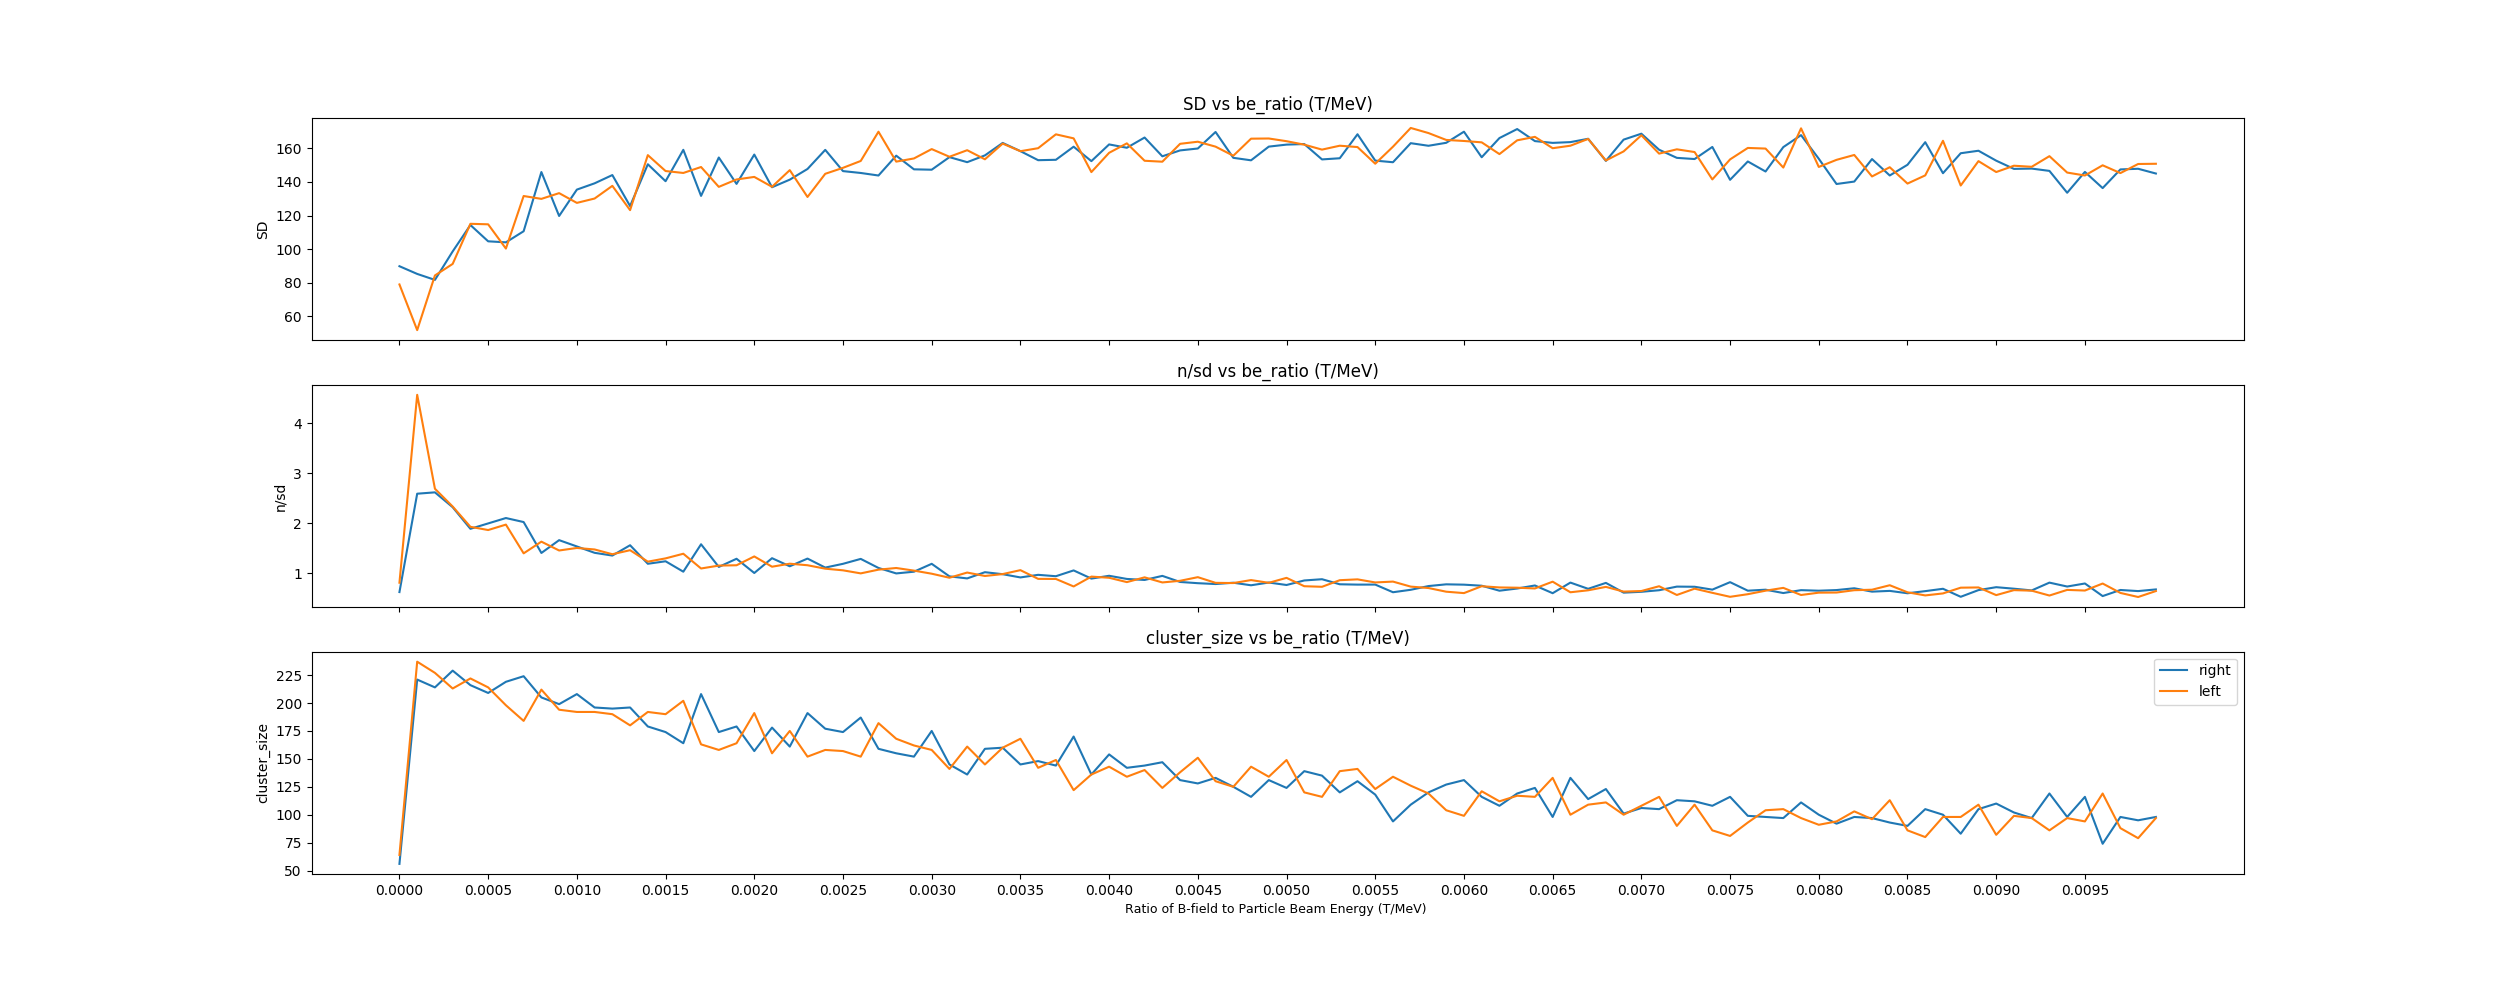 SD vs be_ratio (T/MeV)
160
140
120
100
80
60
SD
n/sd vs be_ratio (T/MeV)
4
3
2
1
n/sd
cluster_size vs be_ratio (T/MeV)
225
200
175
150
125
100
75
50
cluster_size
right
left
0.0000 0.0005 0.0010 0.0015 0.0020 0.0025 0.0030 0.0035 0.0040 0.0045 0.0050 0.0055 0.0060 0.0065 0.0070 0.0075 0.0080 0.0085 0.0090 0.0095
Ratio of B-field to Particle Beam Energy (T/MeV)